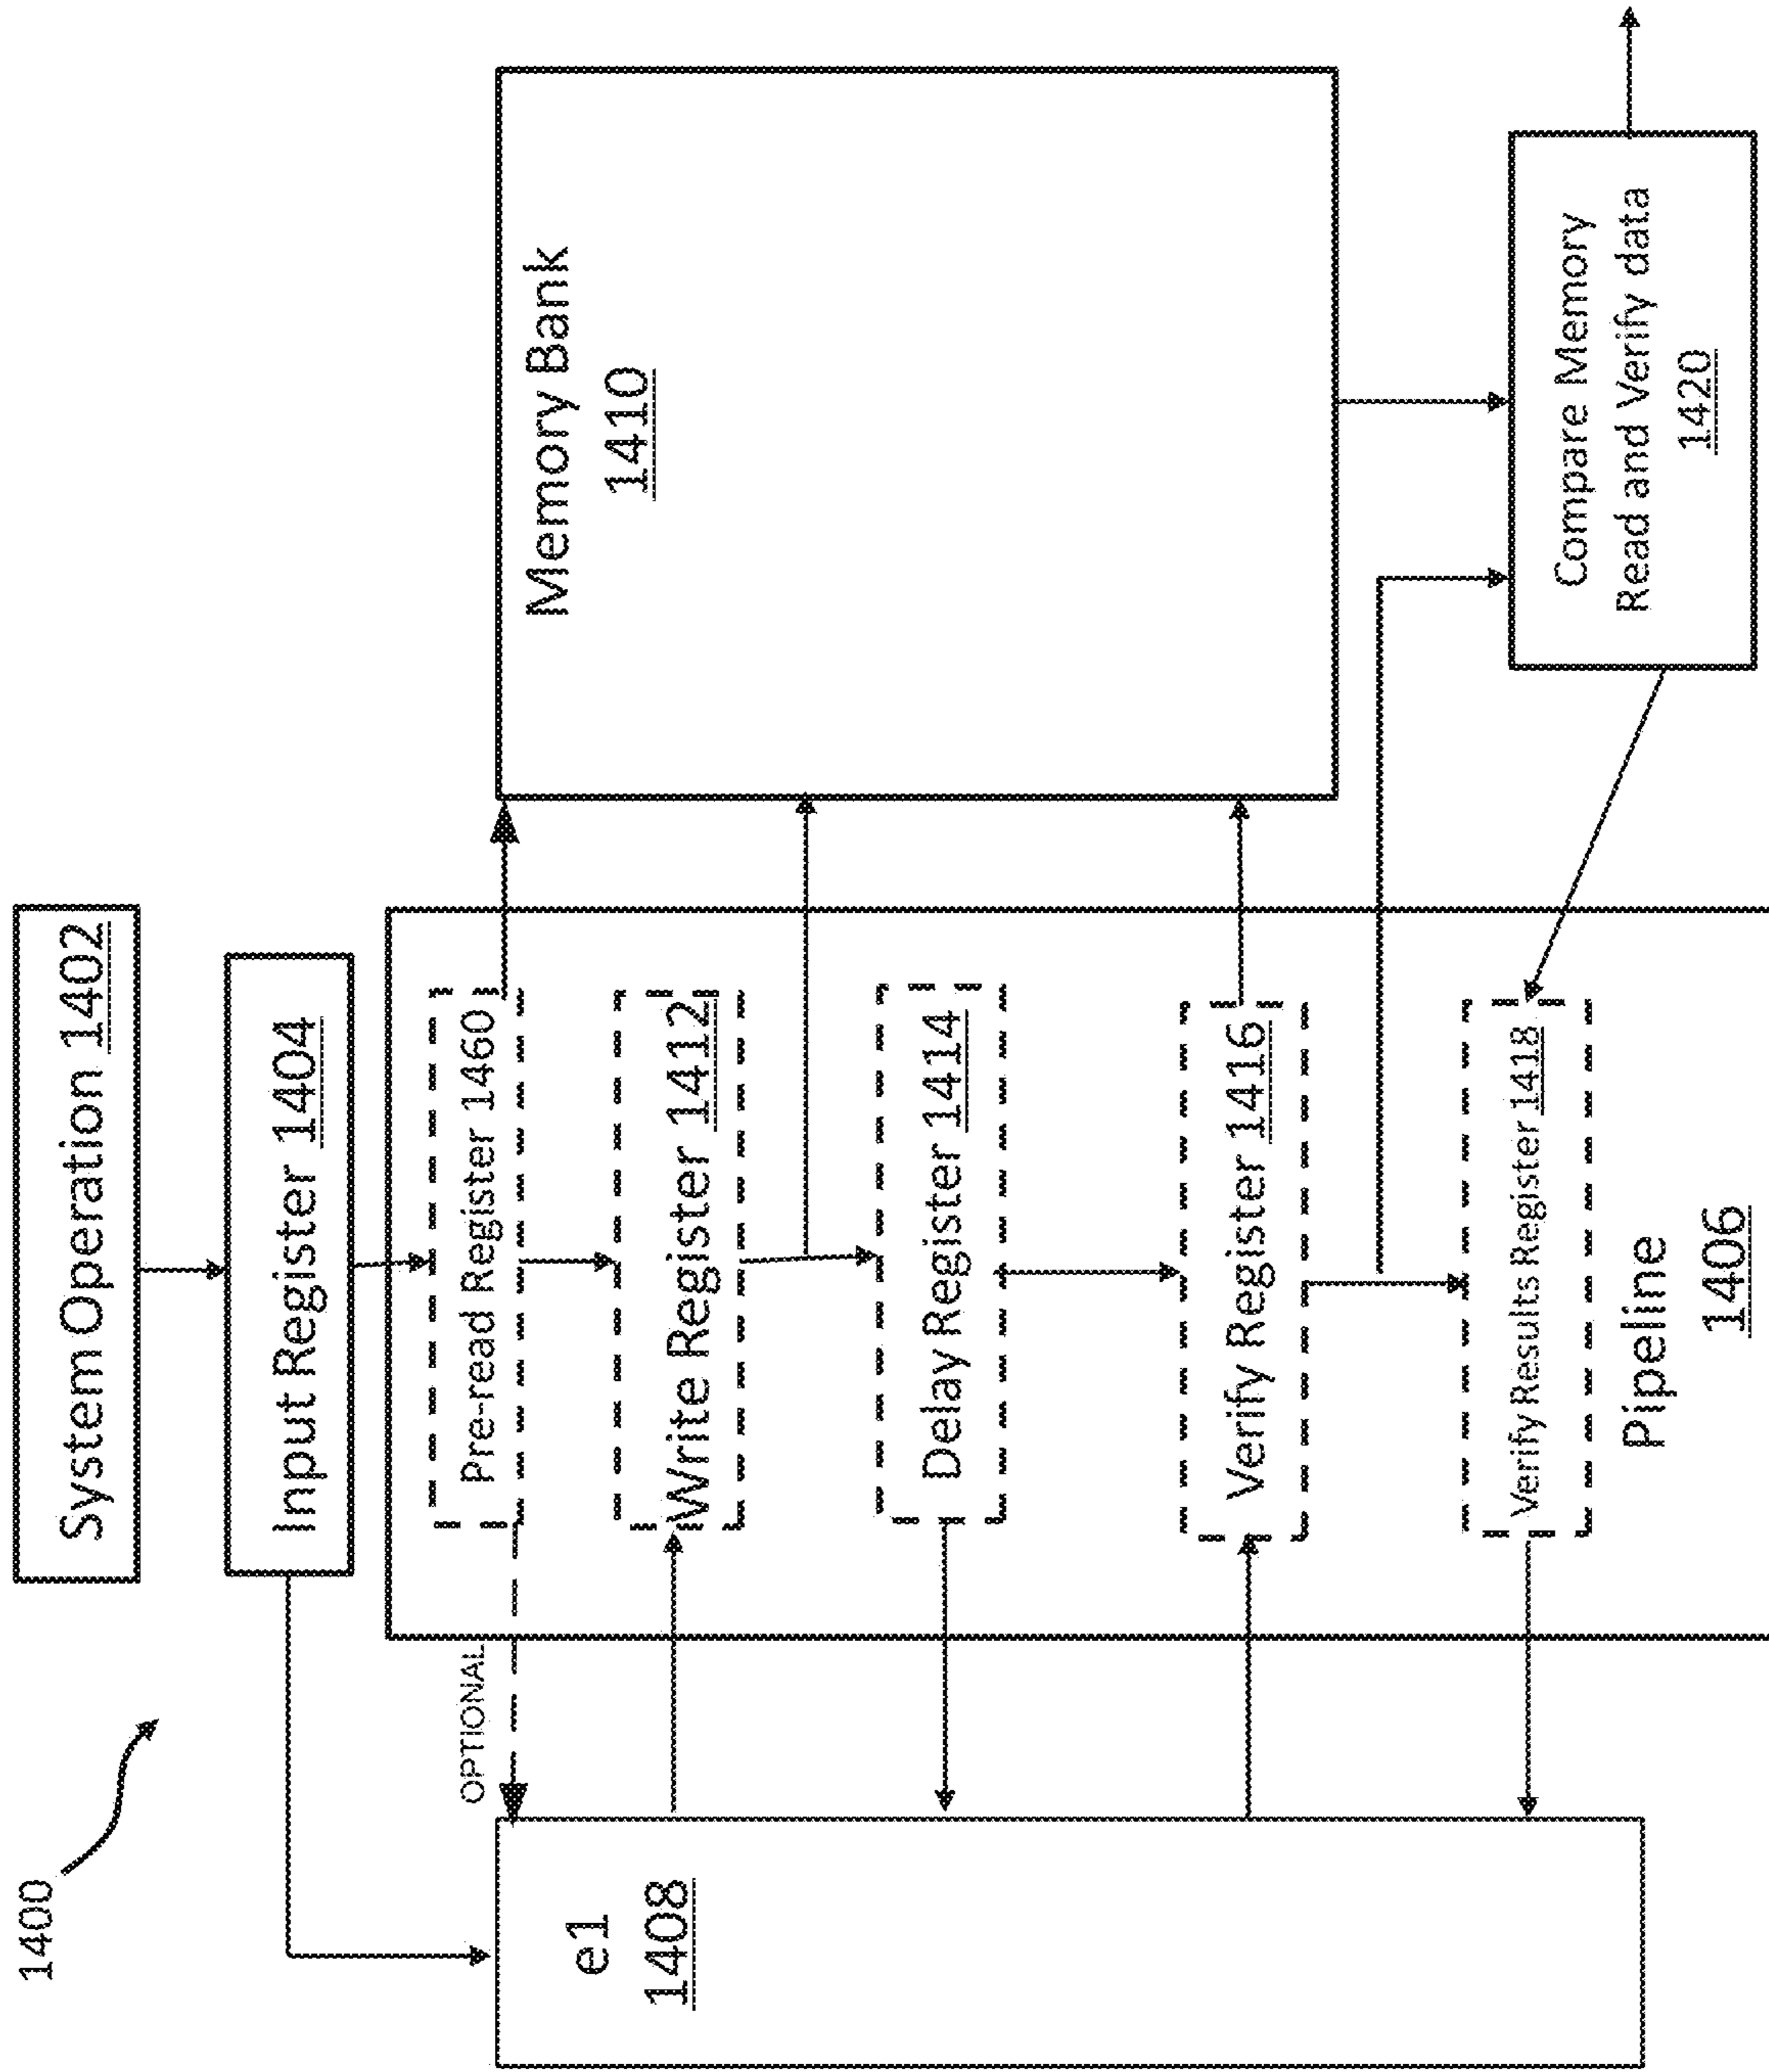 1400
System Operation 1402
Input Register 1404
OPTIONAL
Pre-read Register 1460
e1
1408
Write Register 1412
Memory Bank
1410
Delay Register 1414
Verify Register 1416
Verify Results Register 1418
Pipeline
1406
Compare Memory
Read and Verify data
1420